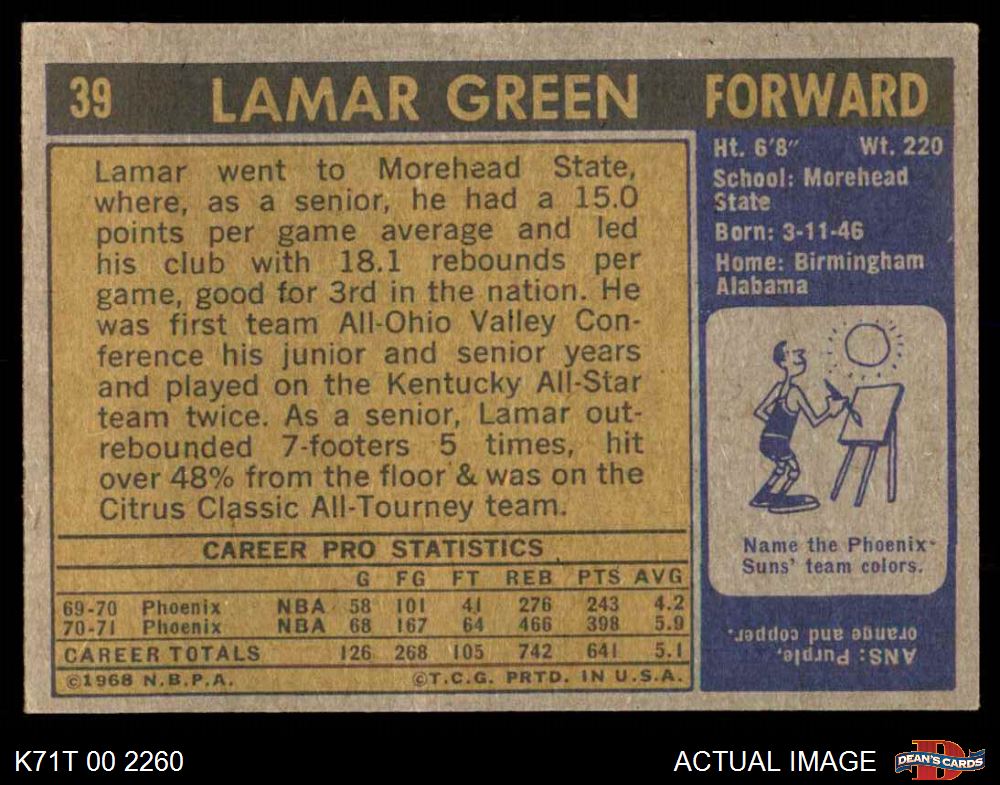 39 LAMAR GREEN FORWARD
Lamar went to Morehead State,
where, as a senior, he had a 15.0
points per game average and led
his club with 18.1 rebounds per
game, good for 3rd in the nation. He
was first team All-Ohio Valley Con-
ference his junior and senior years
and played on the Kentucky All-Star
team twice. As a senior, Lamar out-
rebounded 7-footers 5 times, hit
over 48% from the floor & was on the
Citrus Classic All-Tourney team.
CAREER PRO STATISTICS
G FG FT REB PTS AVG
69-70 Phoenix NBA 58 101 41 276 243 4.2
70-71 Phoenix NBA 68 167 64 466 398 5.9
CAREER TOTALS 126 268 105 742 641 5.1
©1968 N.B.P.A. ©T.C.G. PRTD. IN U.S.A.
Ht. 6'8" Wt. 220
School: Morehead
State
Born: 3-11-46
Home: Birmingham
Alabama
Name the Phoenix
Suns' team colors.
ANS: Purple,
orange and copper.
K71T 00 2260
ACTUAL IMAGE
D
DEAN'S CARDS